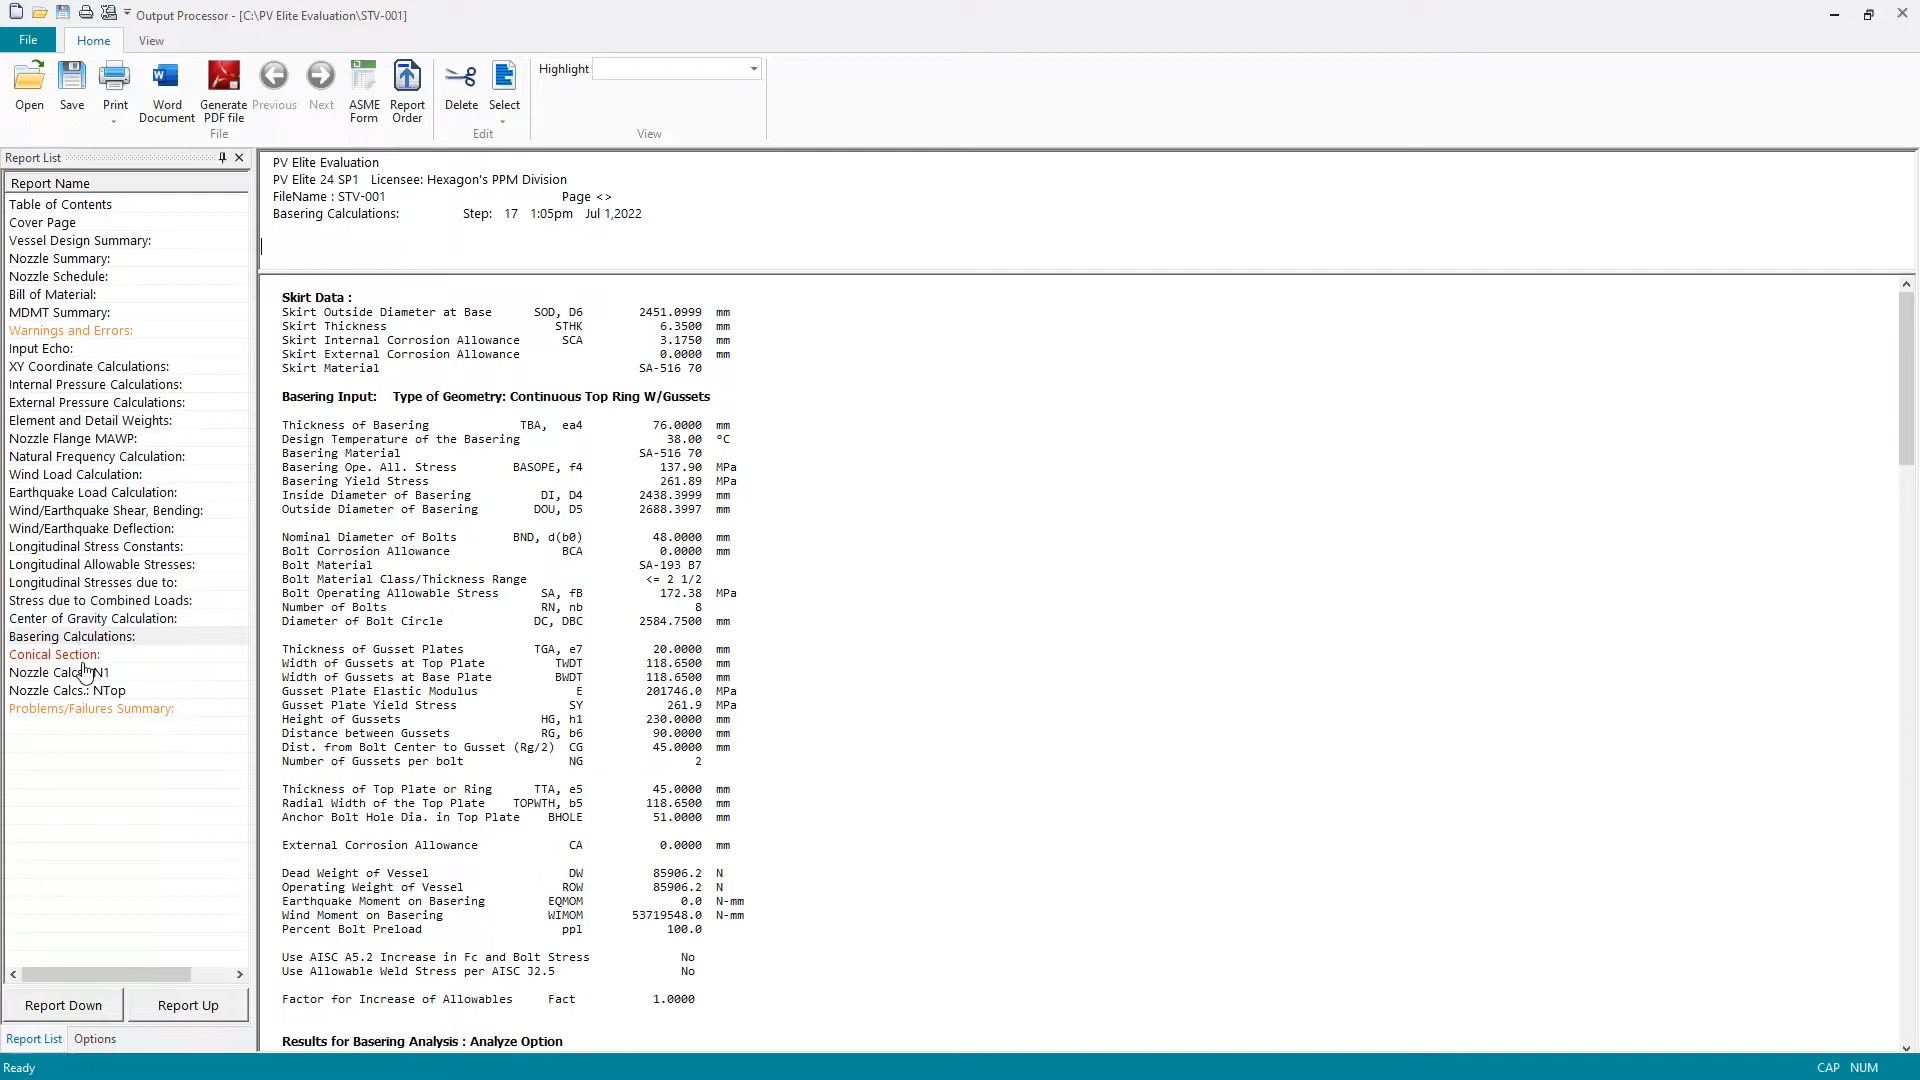 Output Processor - [C:\PV Elite Evaluation\STV-001]
File Home View
Open Save Print Word Document Generate PDF file Previous Next ASME Form Report Order Delete Select Highlight
File Edit View
Report List
Report Name
Table of Contents
Cover Page
Vessel Design Summary:
Nozzle Summary:
Nozzle Schedule:
Bill of Material:
MDMT Summary:
Warnings and Errors:
Input Echo:
XY Coordinate Calculations:
Internal Pressure Calculations:
External Pressure Calculations:
Element and Detail Weights:
Nozzle Flange MAWP:
Natural Frequency Calculation:
Wind Load Calculation:
Earthquake Load Calculation:
Wind/Earthquake Shear, Bending:
Wind/Earthquake Deflection:
Longitudinal Stress Constants:
Longitudinal Allowable Stresses:
Longitudinal Stresses due to:
Stress due to Combined Loads:
Center of Gravity Calculation:
Basering Calculations:
Conical Section:
Nozzle Calcs.: N1
Nozzle Calcs.: NTop
Problems/Failures Summary:
Report Down Report Up
Report List Options
PV Elite Evaluation
PV Elite 24 SP1 Licensee: Hexagon's PPM Division
FileName : STV-001 Page <>
Basering Calculations: Step: 17 1:05pm Jul 1,2022
Skirt Data :
Skirt Outside Diameter at Base SOD, D6 2451.0999 mm
Skirt Thickness STHK 6.3500 mm
Skirt Internal Corrosion Allowance SCA 3.1750 mm
Skirt External Corrosion Allowance 0.0000 mm
Skirt Material SA-516 70
Basering Input: Type of Geometry: Continuous Top Ring W/Gussets
Thickness of Basering TBA, ea4 76.0000 mm
Design Temperature of the Basering 38.00 °C
Basering Material SA-516 70
Basering Ope. All. Stress BASOPE, f4 137.90 MPa
Basering Yield Stress 261.89 MPa
Inside Diameter of Basering DI, D4 2438.3999 mm
Outside Diameter of Basering DOU, D5 2688.3997 mm
Nominal Diameter of Bolts BND, d(b0) 48.0000 mm
Bolt Corrosion Allowance BCA 0.0000 mm
Bolt Material SA-193 B7
Bolt Material Class/Thickness Range <= 2 1/2
Bolt Operating Allowable Stress SA, fB 172.38 MPa
Number of Bolts RN, nb 8
Diameter of Bolt Circle DC, DBC 2584.7500 mm
Thickness of Gusset Plates TGA, e7 20.0000 mm
Width of Gussets at Top Plate TWDT 118.6500 mm
Width of Gussets at Base Plate BWDT 118.6500 mm
Gusset Plate Elastic Modulus E 201746.0 MPa
Gusset Plate Yield Stress SY 261.9 MPa
Height of Gussets HG, h1 230.0000 mm
Distance between Gussets RG, b6 90.0000 mm
Dist. from Bolt Center to Gusset (Rg/2) CG 45.0000 mm
Number of Gussets per bolt NG 2
Thickness of Top Plate or Ring TTA, e5 45.0000 mm
Radial Width of the Top Plate TOPWTH, b5 118.6500 mm
Anchor Bolt Hole Dia. in Top Plate BHOLE 51.0000 mm
External Corrosion Allowance CA 0.0000 mm
Dead Weight of Vessel DW 85906.2 N
Operating Weight of Vessel ROW 85906.2 N
Earthquake Moment on Basering EQMOM 0.0 N-mm
Wind Moment on Basering WIMOM 53719548.0 N-mm
Percent Bolt Preload ppl 100.0
Use AISC A5.2 Increase in Fc and Bolt Stress No
Use Allowable Weld Stress per AISC J2.5 No
Factor for Increase of Allowables Fact 1.0000
Results for Basering Analysis : Analyze Option
Ready CAP NUM